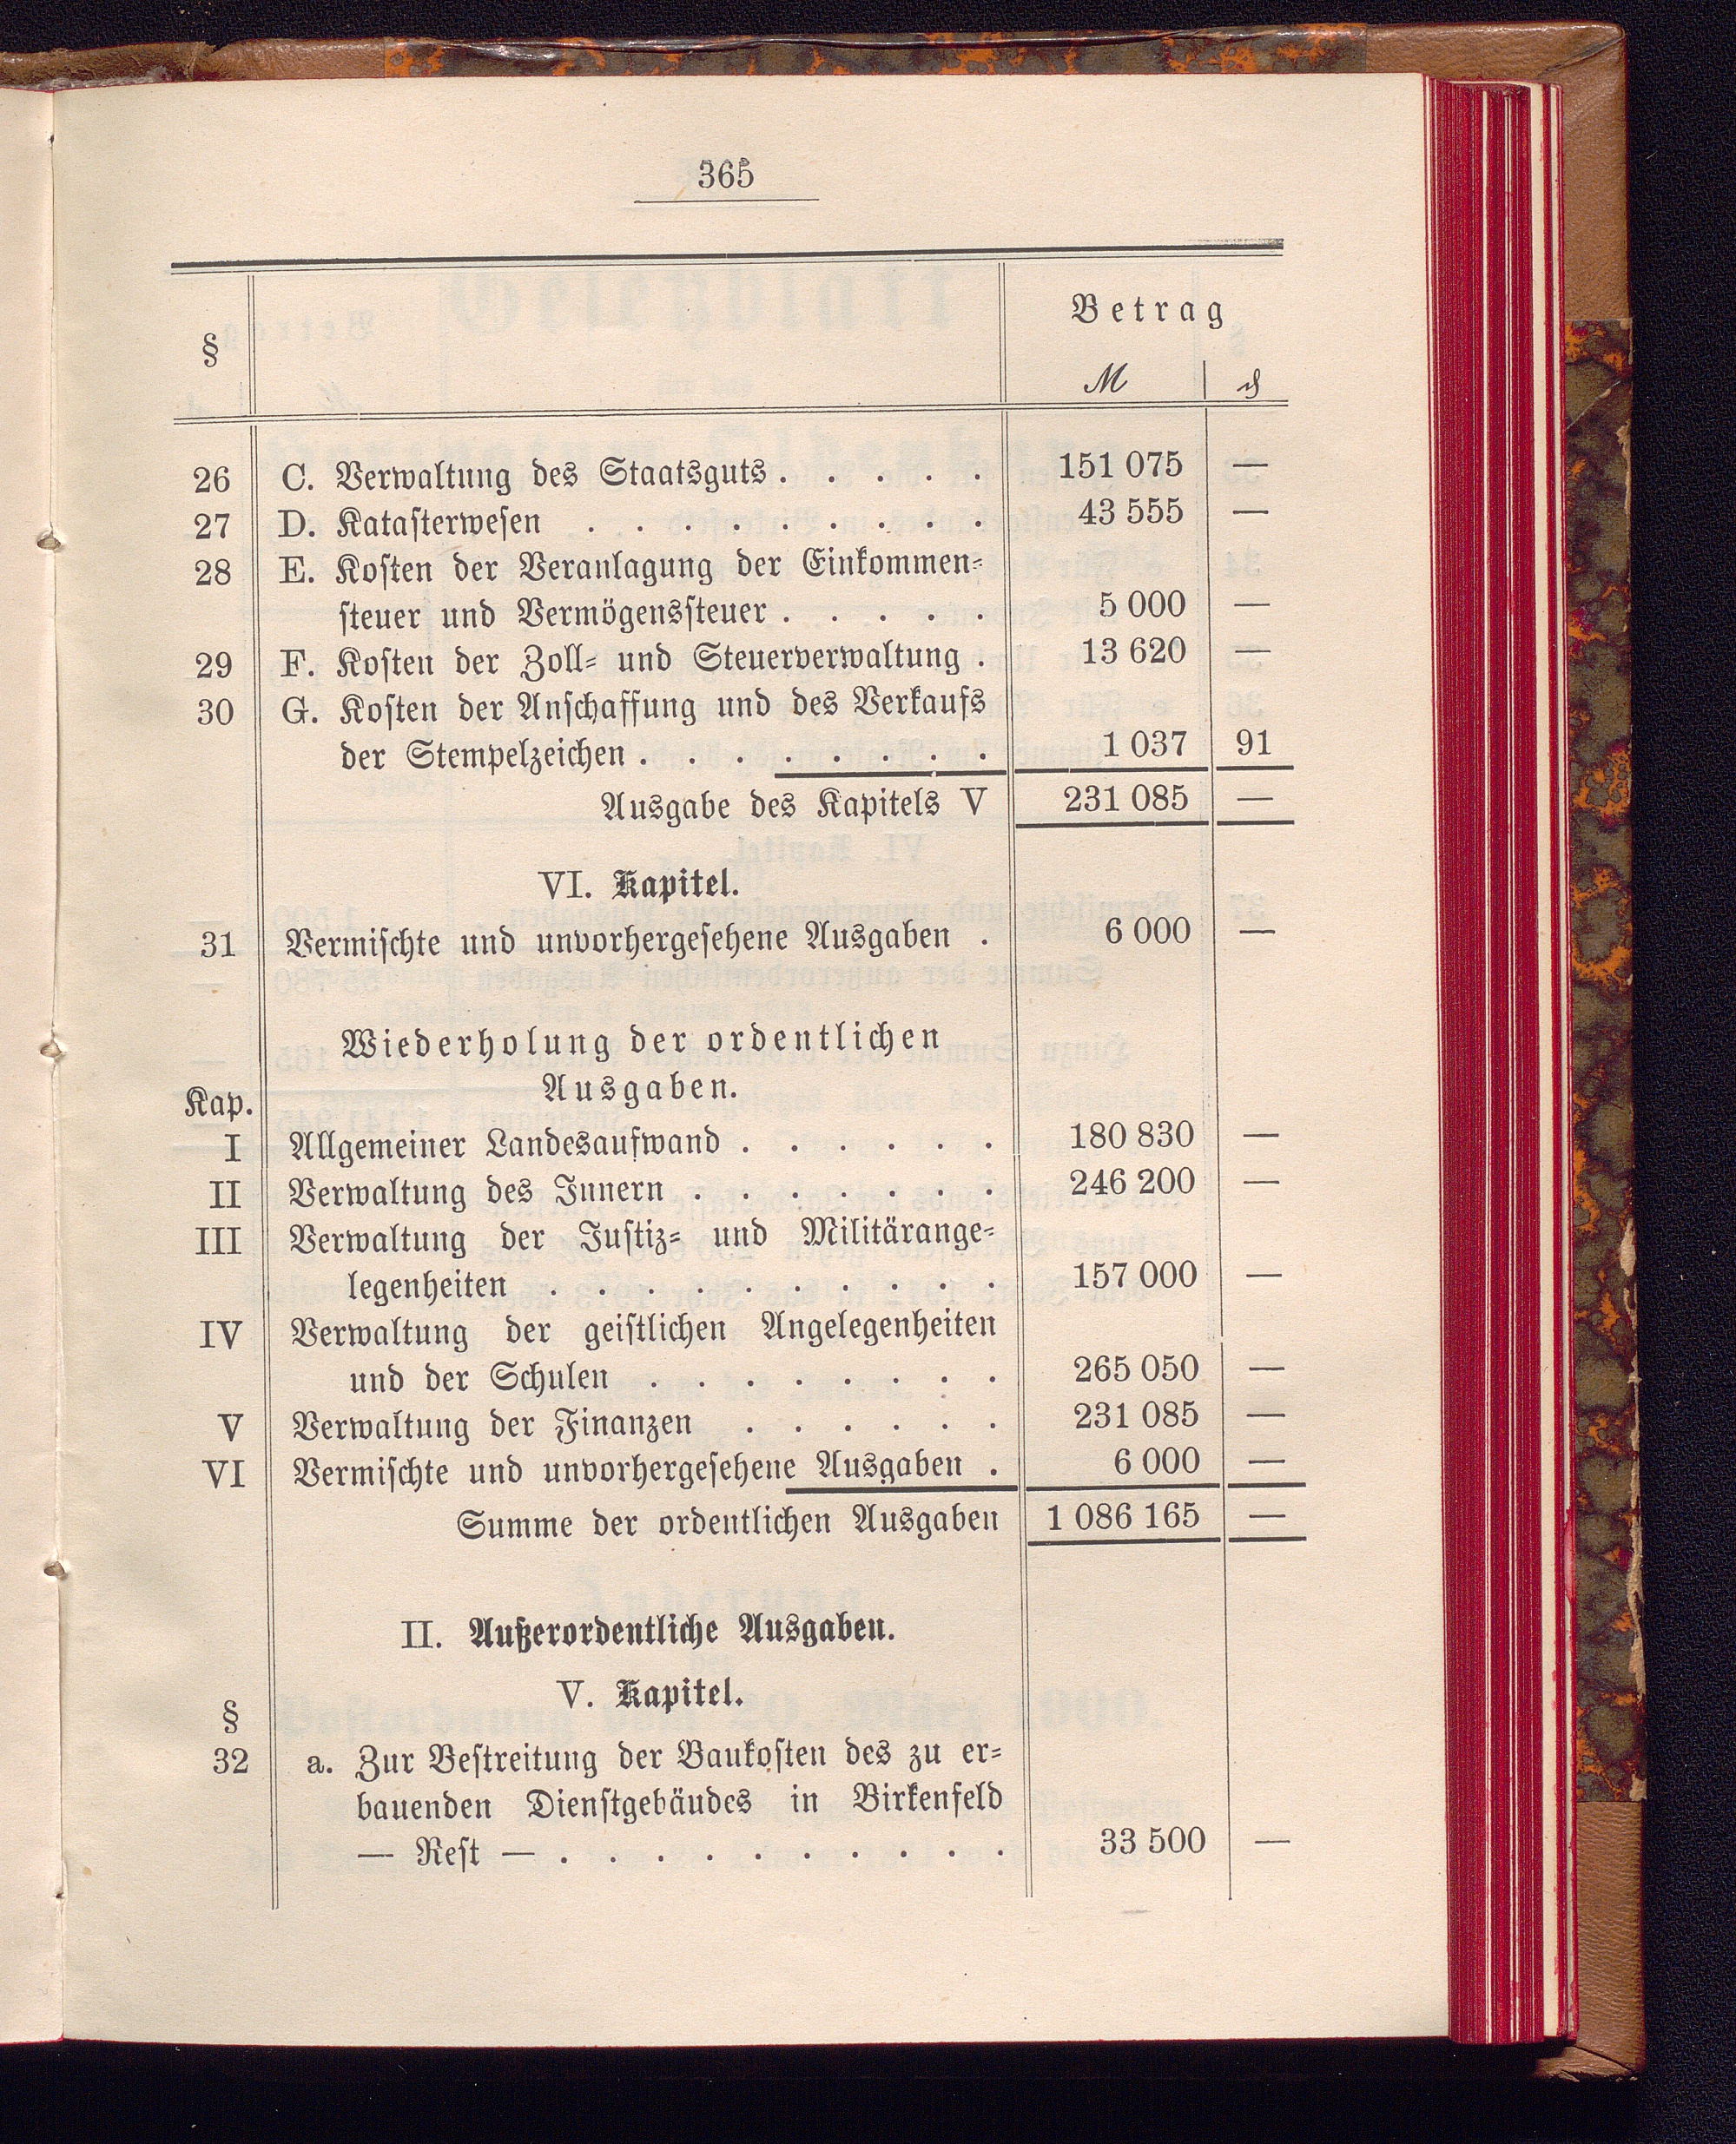 365
§ Betrag
ℳ ₰
26 C. Verwaltung des Staatsguts . . . . . 151 075 —
27 D. Katasterwesen . . . . . . . . . 43 555 —
28 E. Kosten der Veranlagung der Einkommen-
steuer und Vermögenssteuer . . . . . 5 000 —
29 F. Kosten der Zoll- und Steuerverwaltung . 13 620 —
30 G. Kosten der Anschaffung und des Verkaufs
der Stempelzeichen . . . . . . . . 1 037 91
Ausgabe des Kapitels V 231 085 —
VI. Kapitel.
31 Vermischte und unvorhergesehene Ausgaben . 6 000 —
Wiederholung der ordentlichen
Ausgaben.
Kap.
I Allgemeiner Landesaufwand . . . . . . 180 830 —
II Verwaltung des Innern . . . . . . . 246 200 —
III Verwaltung der Justiz- und Militärange-
legenheiten . . . . . . . . . . 157 000 —
IV Verwaltung der geistlichen Angelegenheiten
und der Schulen . . . . . . . . 265 050 —
V Verwaltung der Finanzen . . . . . . 231 085 —
VI Vermischte und unvorhergesehene Ausgaben . 6 000 —
Summe der ordentlichen Ausgaben 1 086 165 —
II. Außerordentliche Ausgaben.
V. Kapitel.
§
32 a. Zur Bestreitung der Baukosten des zu er-
bauenden Dienstgebäudes in Birkenfeld
— Rest — . . . . . . . . . . 33 500 —